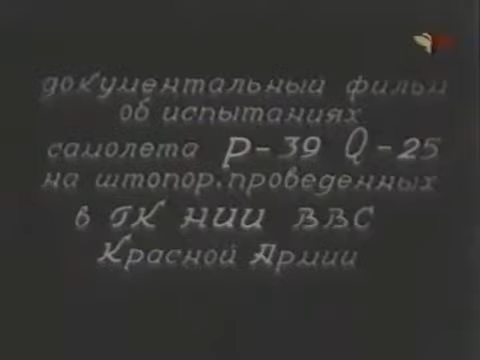 документальный фильм
об испытаниях
самолета P-39 Q-25
на штопор, проведенных
в ГК НИИ ВВС
Красной Армии